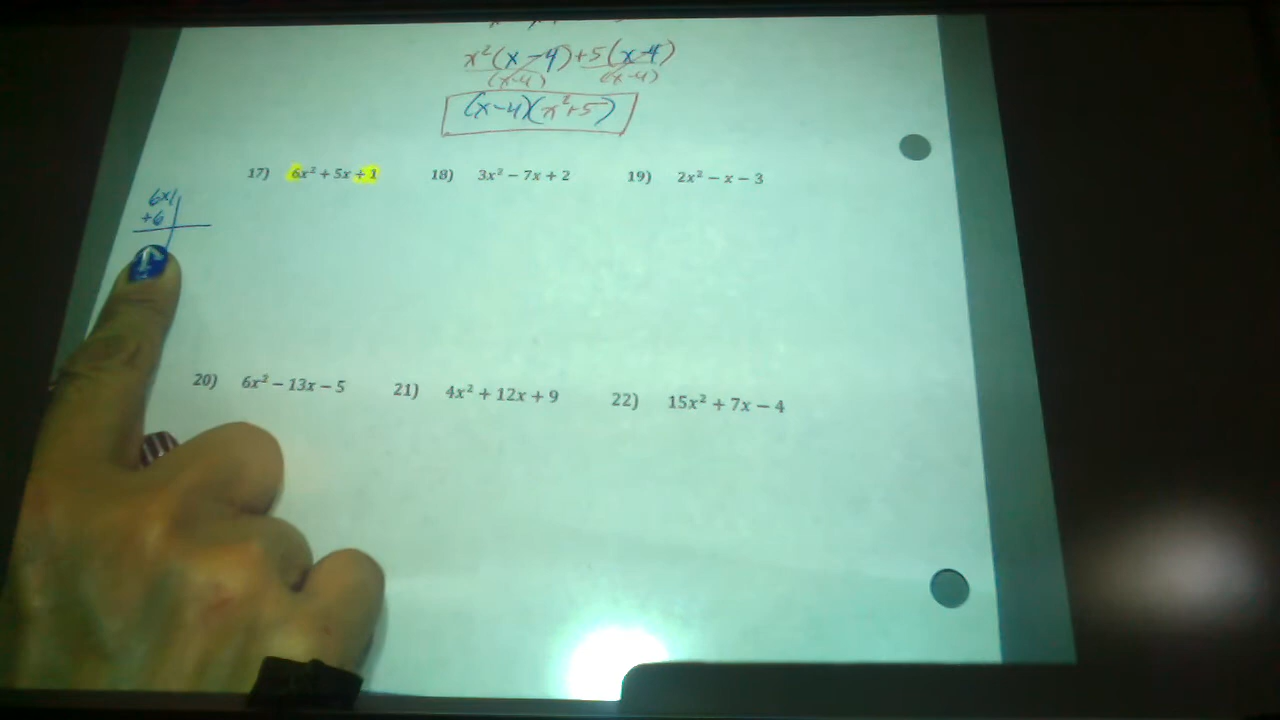 x²(x-4)+5(x-4)
(x-4) (x-4)
(x-4)(x²+5)
17) 6x² + 5x + 1 18) 3x² − 7x + 2 19) 2x² − x − 3
6x1
+6
20) 6x² − 13x − 5 21) 4x² + 12x + 9 22) 15x² + 7x − 4